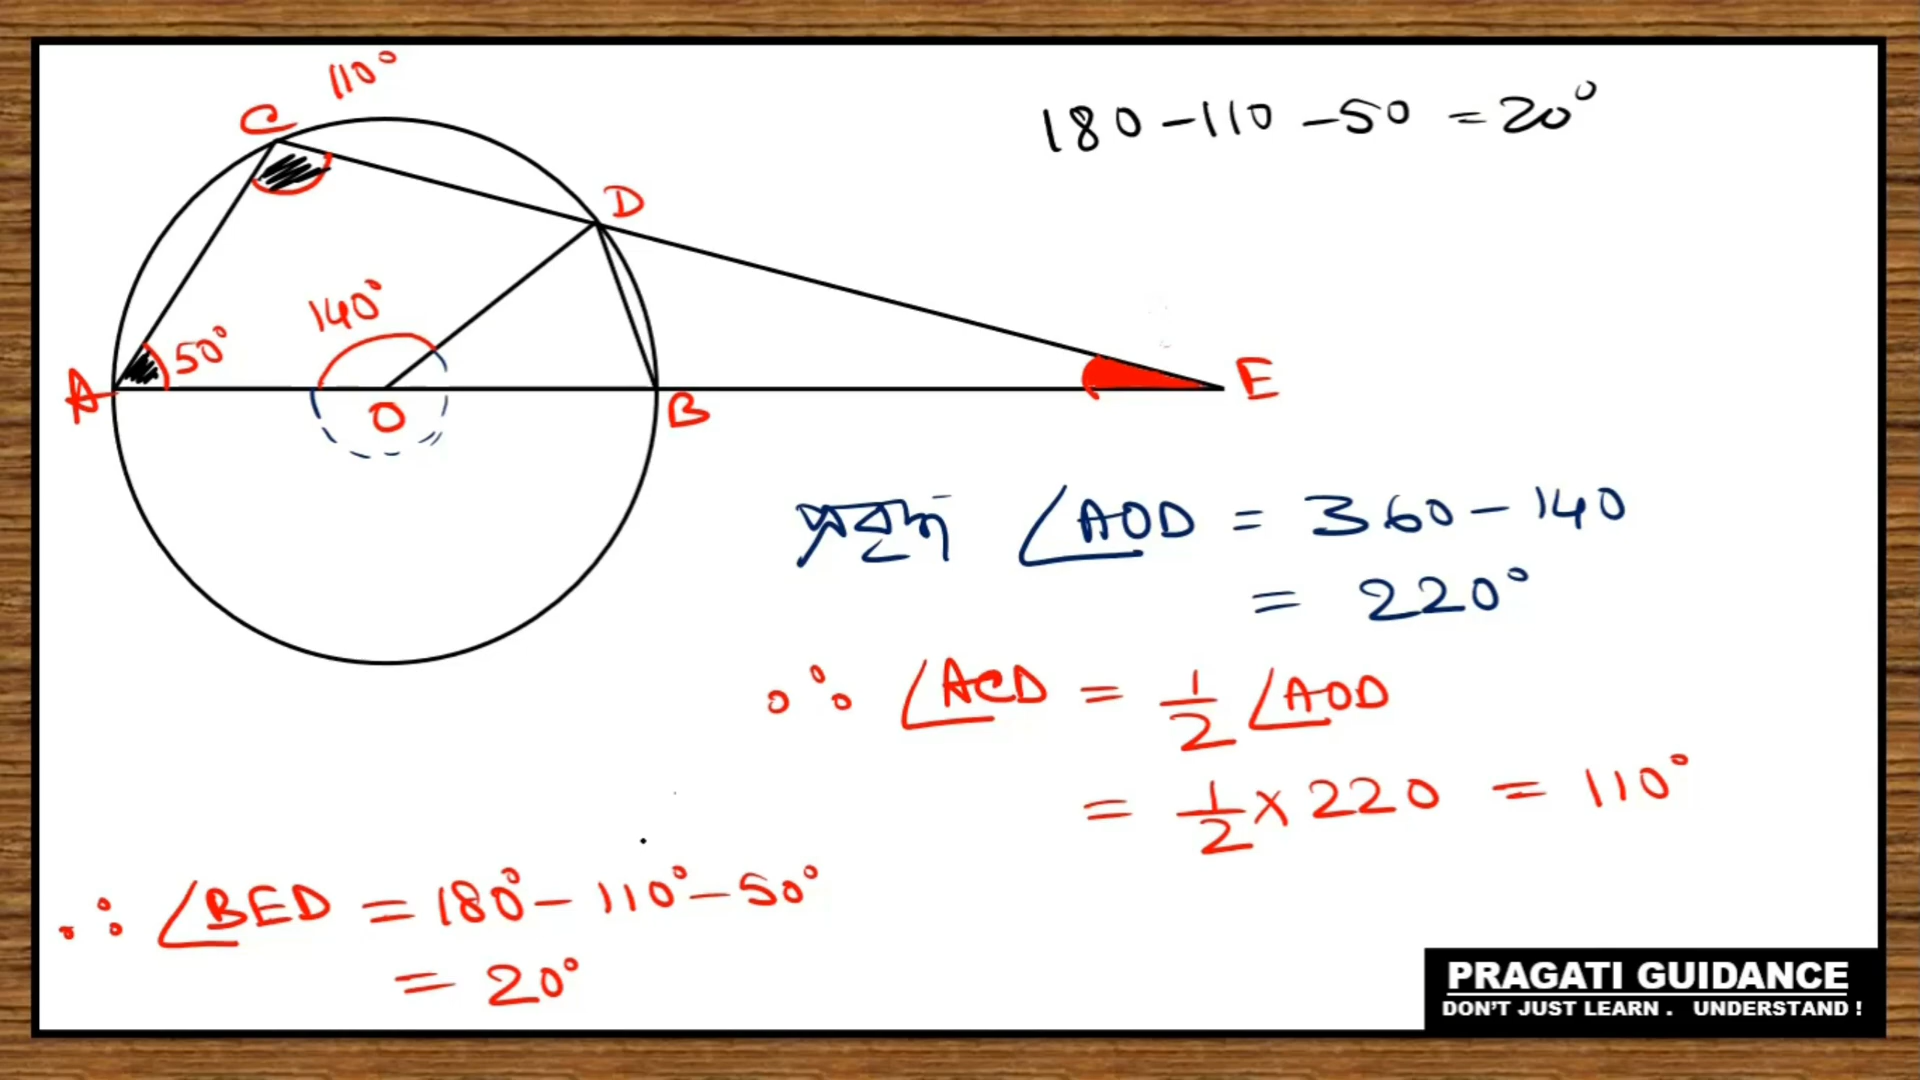 110°
180 - 110 - 50 = 20°
C
D
140°
50°
A
O
B
E
প্রবৃদ্ধ ∠AOD = 360 - 140
= 220°
∴ ∠ACD = 1/2 ∠AOD
= 1/2 × 220 = 110°
∴ ∠BED = 180° - 110° - 50°
= 20°
PRAGATI GUIDANCE
DON'T JUST LEARN . UNDERSTAND !